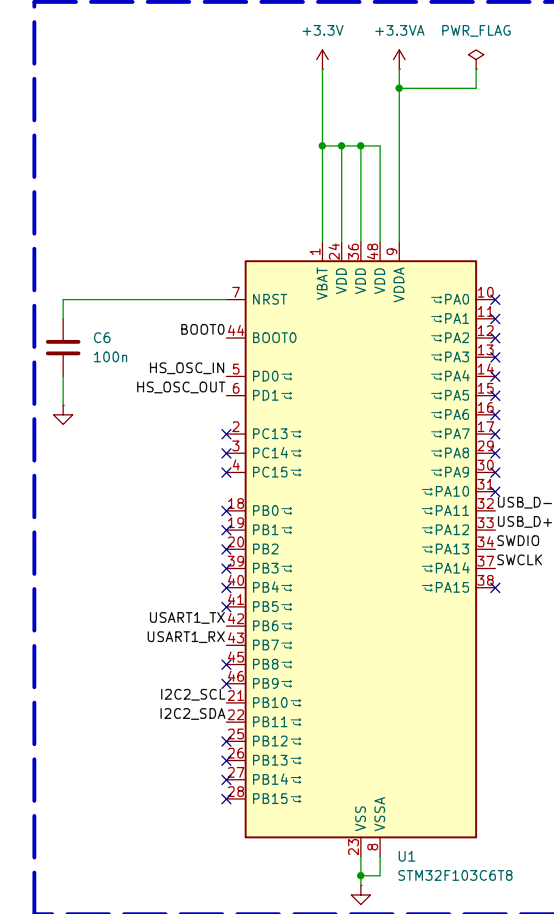 +3.3V +3.3VA PWR_FLAG
1 24 36 48 9
VBAT VDD VDD VDD VDDA
7 NRST PA0 10
PA1 11
C6
100n
BOOT0 44 BOOT0 PA2 12
PA3 13
HS_OSC_IN 5 PD0 PA4 14
HS_OSC_OUT 6 PD1 PA5 15
PA6 16
2 PC13 PA7 17
3 PC14 PA8 29
4 PC15 PA9 30
PA10 31
18 PB0 PA11 32 USB_D-
19 PB1 PA12 33 USB_D+
20 PB2 PA13 34 SWDIO
39 PB3 PA14 37 SWCLK
40 PB4 PA15 38
41 PB5
USART1_TX 42 PB6
USART1_RX 43 PB7
45 PB8
46 PB9
I2C2_SCL 21 PB10
I2C2_SDA 22 PB11
25 PB12
26 PB13
27 PB14
28 PB15
VSS VSSA
23 8
U1
STM32F103C6T8